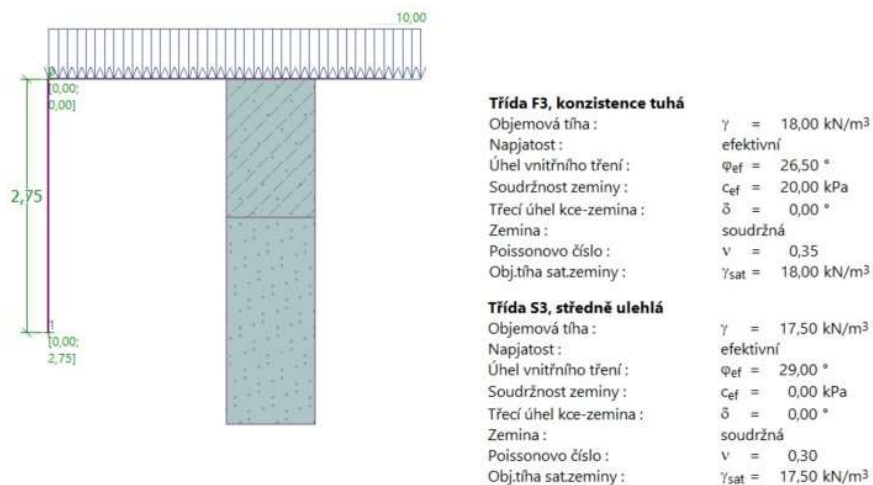 10,00
[0,00;
0,00]
2,75
1
[0,00;
2,75]
Třída F3, konzistence tuhá
Objemová tíha : γ = 18,00 kN/m³
Napjatost : efektivní
Úhel vnitřního tření : φef = 26,50 °
Soudržnost zeminy : cef = 20,00 kPa
Třecí úhel kce-zemina : δ = 0,00 °
Zemina : soudržná
Poissonovo číslo : ν = 0,35
Obj.tíha sat.zeminy : γsat = 18,00 kN/m³
Třída S3, středně ulehlá
Objemová tíha : γ = 17,50 kN/m³
Napjatost : efektivní
Úhel vnitřního tření : φef = 29,00 °
Soudržnost zeminy : cef = 0,00 kPa
Třecí úhel kce-zemina : δ = 0,00 °
Zemina : soudržná
Poissonovo číslo : ν = 0,30
Obj.tíha sat.zeminy : γsat = 17,50 kN/m³